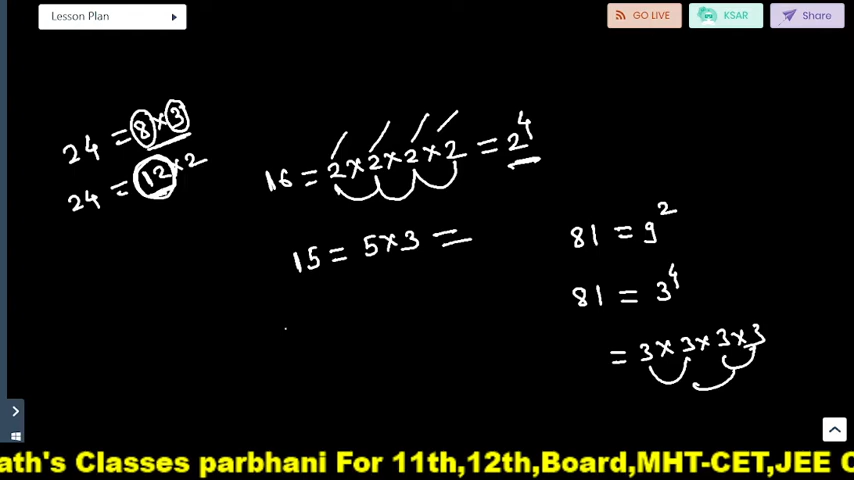 Lesson Plan
GO LIVE
KSAR
Share
24 = 8 × 3
24 = 12 × 2
16 = 2 × 2 × 2 × 2 = 2⁴
15 = 5 × 3 =
81 = 9²
81 = 3⁴
= 3 × 3 × 3 × 3
ath's Classes parbhani For 11th,12th,Board,MHT-CET,JEE